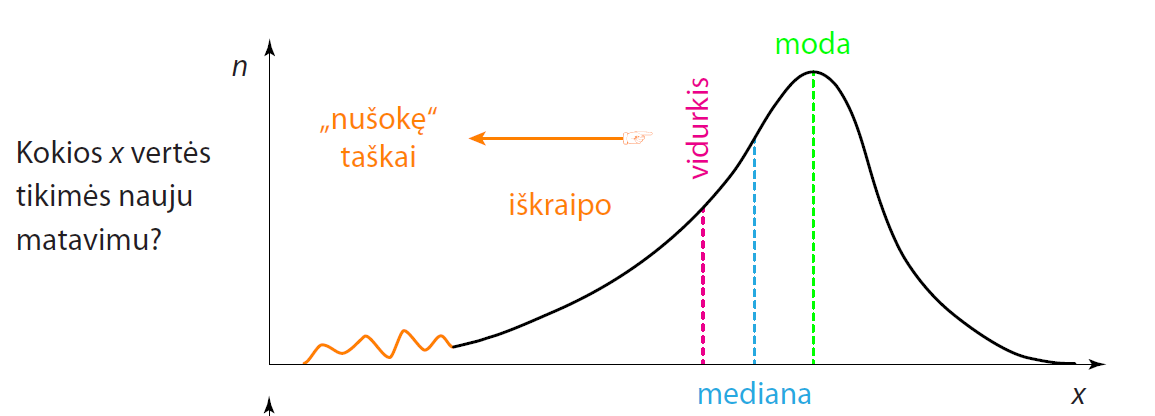 moda
n
vidurkis
„nušokę“
taškai
Kokios x vertės
tikimės nauju
matavimu?
iškraipo
mediana
x